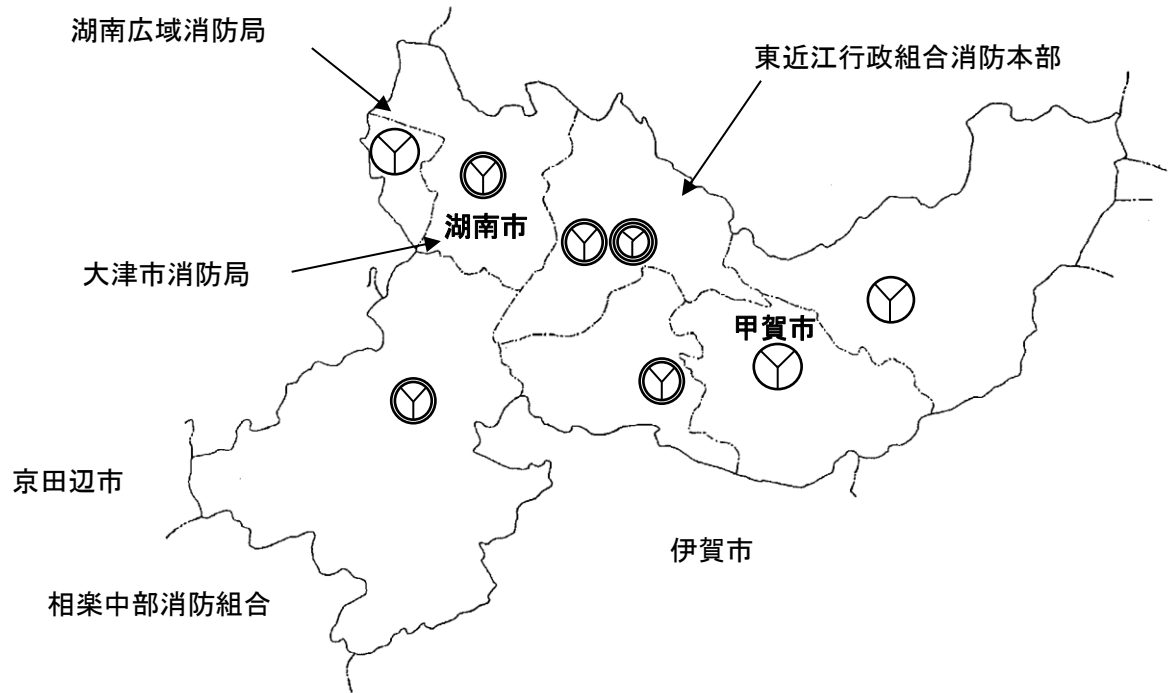 湖南広域消防局
東近江行政組合消防本部
湖南市
大津市消防局
甲賀市
京田辺市
伊賀市
相楽中部消防組合